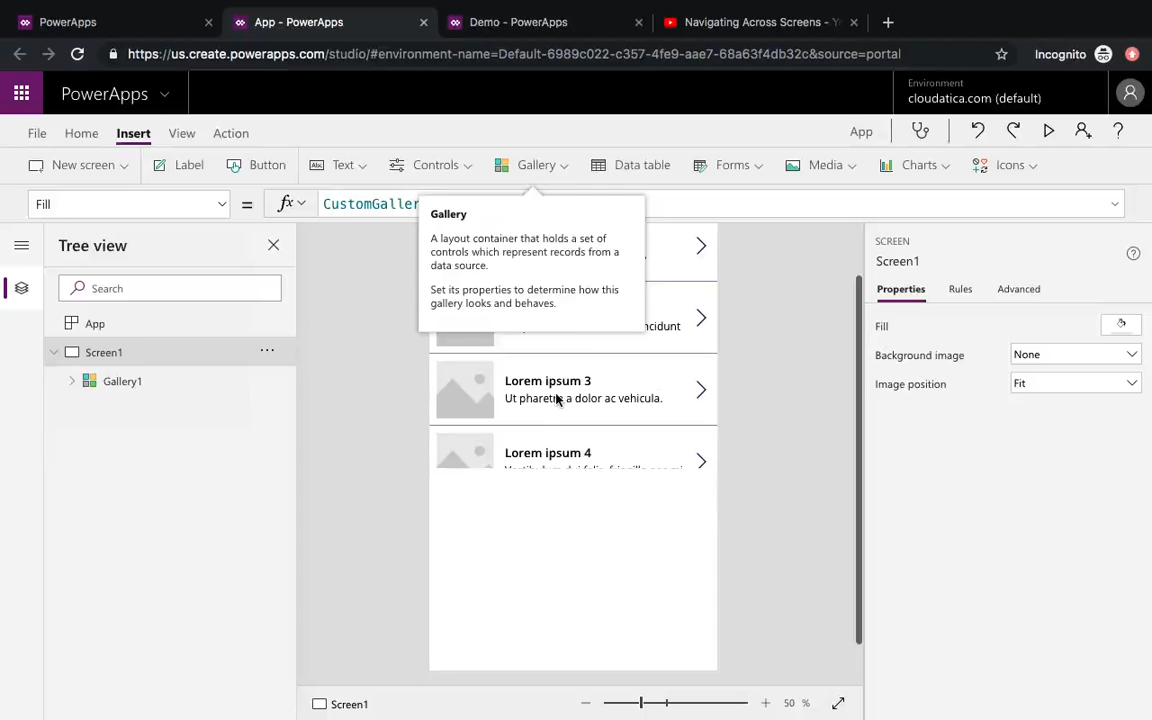 PowerApps
App - PowerApps
Demo - PowerApps
Navigating Across Screens - Y
https://us.create.powerapps.com/studio/#environment-name=Default-6989c022-c357-4fe9-aae7-68a63f4db32c&source=portal
Incognito
PowerApps
Environment
cloudatica.com (default)
File
Home
Insert
View
Action
App
New screen
Label
Button
Text
Controls
Gallery
Data table
Forms
Media
Charts
Icons
Fill
=
fx
CustomGaller
Gallery
A layout container that holds a set of
controls which represent records from a
data source.
Set its properties to determine how this
gallery looks and behaves.
Tree view
Search
App
Screen1
Gallery1
Lorem ipsum 3
Ut pharetra a dolor ac vehicula.
Lorem ipsum 4
SCREEN
Screen1
Properties
Rules
Advanced
Fill
Background image
None
Image position
Fit
Screen1
50 %